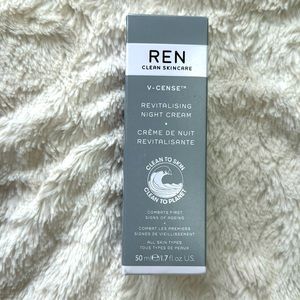 REN
CLEAN SKINCARE
V-CENSE™
REVITALISING
NIGHT CREAM
•
CRÈME DE NUIT
REVITALISANTE
CLEAN TO SKIN
CLEAN TO PLANET
COMBATS FIRST
SIGNS OF AGEING
•
COMBAT LES PREMIERS
SIGNES DE VIEILLISSEMENT
ALL SKIN TYPES
TOUS TYPES DE PEAUX
50 ml ℮ 1.7 fl.oz. U.S.